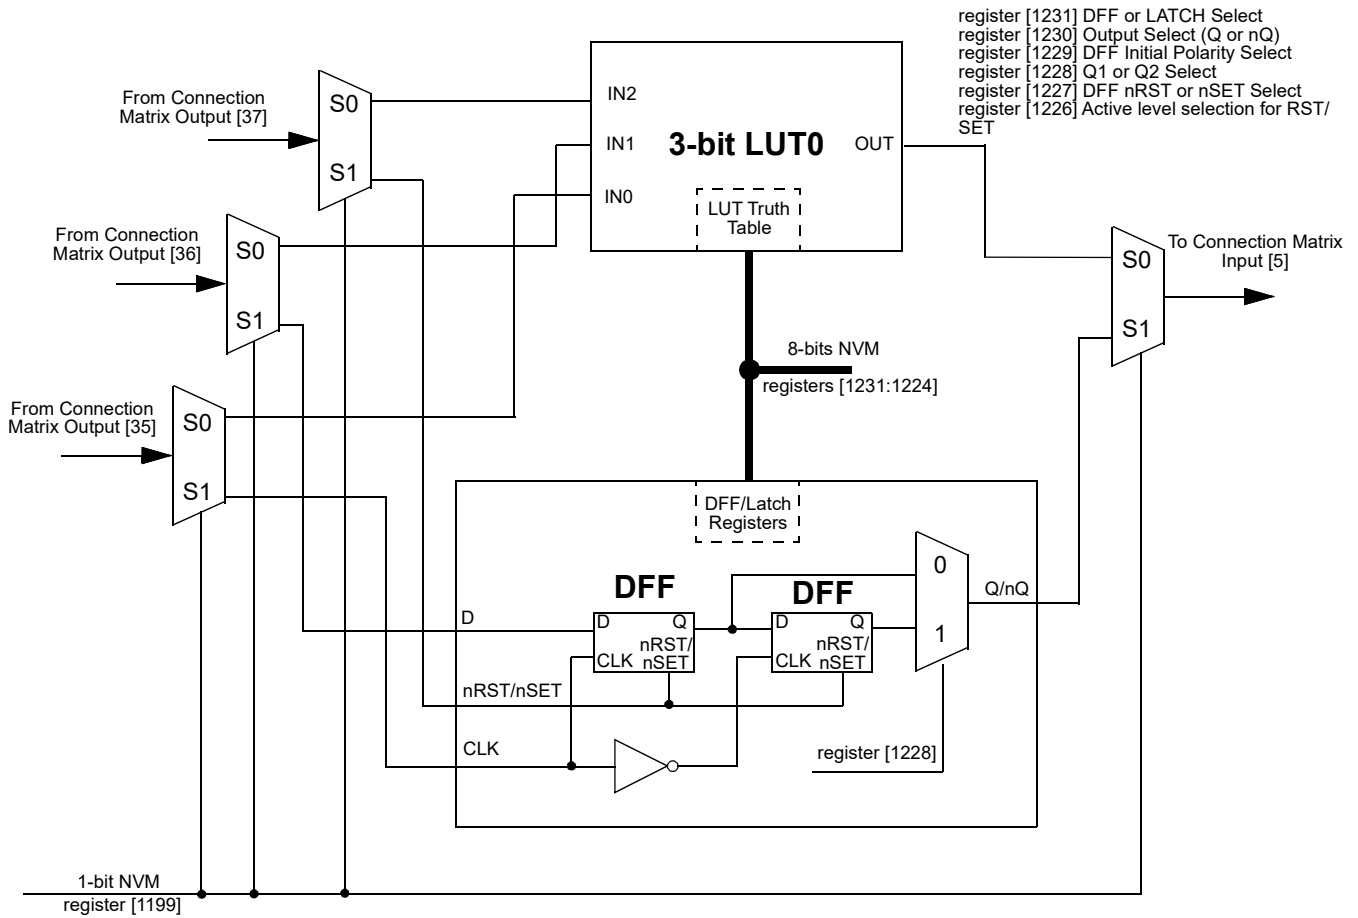 register [1231] DFF or LATCH Select
register [1230] Output Select (Q or nQ)
register [1229] DFF Initial Polarity Select
register [1228] Q1 or Q2 Select
register [1227] DFF nRST or nSET Select
register [1226] Active level selection for RST/
SET
From Connection
Matrix Output [37]
S0
S1
IN2
IN1
IN0
3-bit LUT0
OUT
LUT Truth
Table
From Connection
Matrix Output [36]
S0
S1
To Connection Matrix
Input [5]
S0
S1
8-bits NVM
registers [1231:1224]
From Connection
Matrix Output [35]
S0
S1
DFF/Latch
Registers
DFF
DFF
0
1
Q/nQ
D
D
Q
nRST/
CLK
nSET
D
Q
nRST/
CLK
nSET
nRST/nSET
CLK
register [1228]
1-bit NVM
register [1199]